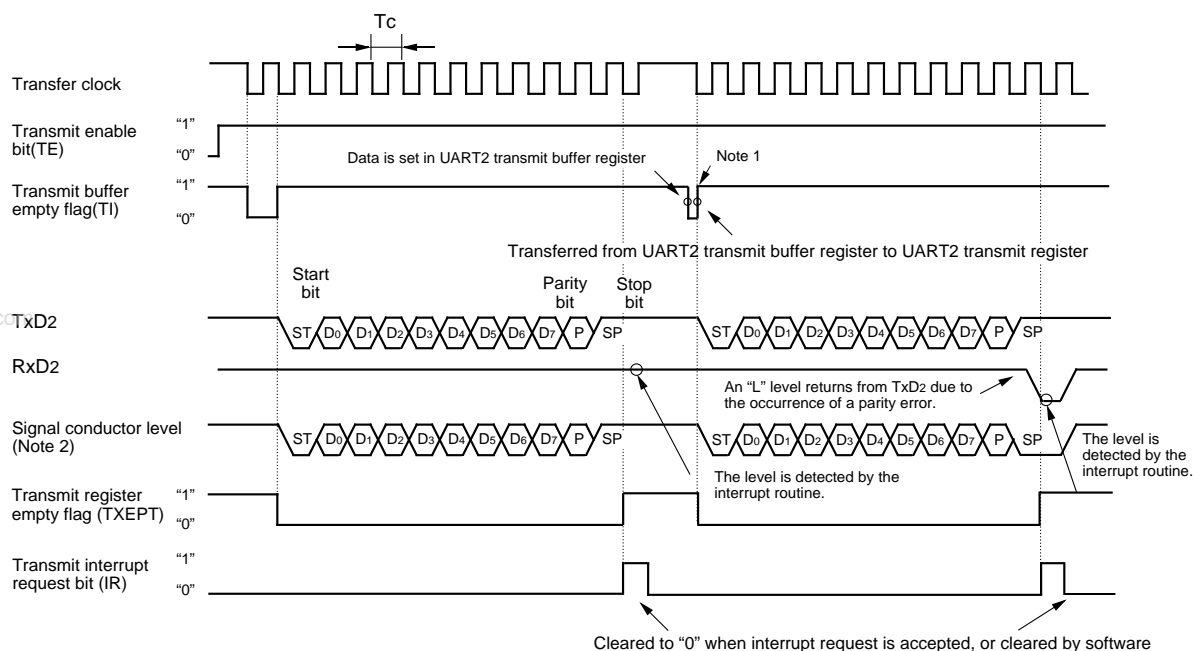 Tc
Transfer clock
Transmit enable
bit(TE)
“1”
“0”
Data is set in UART2 transmit buffer register
Note 1
Transmit buffer
empty flag(TI)
“1”
“0”
Transferred from UART2 transmit buffer register to UART2 transmit register
Start
bit
Parity
bit
Stop
bit
TxD2
ST D0 D1 D2 D3 D4 D5 D6 D7 P SP
ST D0 D1 D2 D3 D4 D5 D6 D7 P SP
RxD2
An “L” level returns from TxD2 due to
the occurrence of a parity error.
Signal conductor level
(Note 2)
ST D0 D1 D2 D3 D4 D5 D6 D7 P SP
ST D0 D1 D2 D3 D4 D5 D6 D7 P SP
The level is
detected by the
interrupt routine.
The level is detected by the
interrupt routine.
Transmit register
empty flag (TXEPT)
“1”
“0”
Transmit interrupt
request bit (IR)
“1”
“0”
Cleared to “0” when interrupt request is accepted, or cleared by software